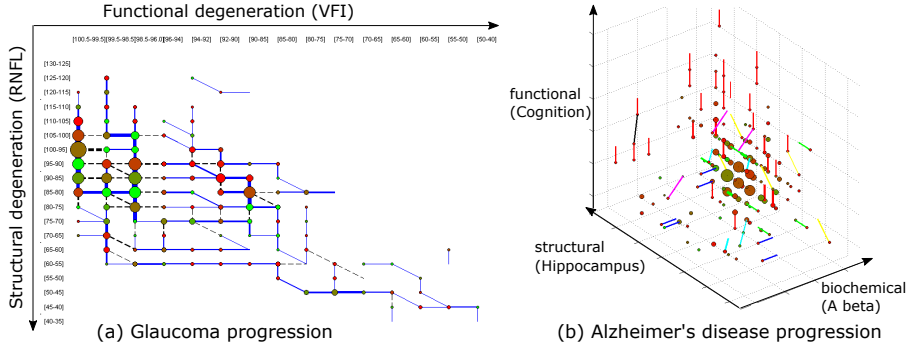 Functional degeneration (VFI)
[100.5-99.5] [99.5-98.5] [98.5-96.0] [96-94) [94-92) [92-90) [90-85) [85-80) [80-75) [75-70) [70-65) [65-60) [60-55) [55-50) [50-40)
Structural degeneration (RNFL)
[130-125)
[125-120)
[120-115)
[115-110)
[110-105)
[105-100)
[100-95)
[95-90)
[90-85)
[85-80)
[80-75)
[75-70)
[70-65)
[65-60)
[60-55)
[55-50)
[50-45)
[45-40)
[40-35)
(a) Glaucoma progression
functional
(Cognition)
structural
(Hippocampus)
biochemical
(A beta)
(b) Alzheimer's disease progression